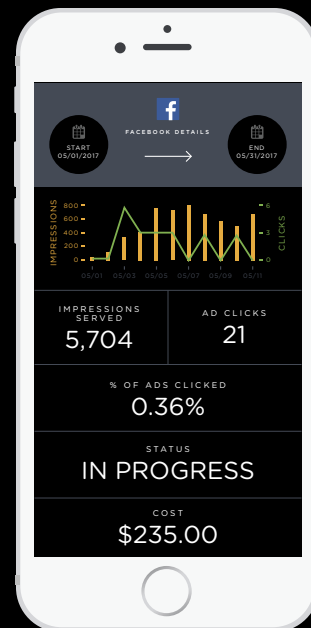 f
FACEBOOK DETAILS
START
05/01/2017
END
05/31/2017
IMPRESSIONS
800
600
400
200
0
6
3
0
CLICKS
05/01
05/03
05/05
05/07
05/09
05/11
IMPRESSIONS
SERVED
5,704
AD CLICKS
21
% OF ADS CLICKED
0.36%
STATUS
IN PROGRESS
COST
$235.00